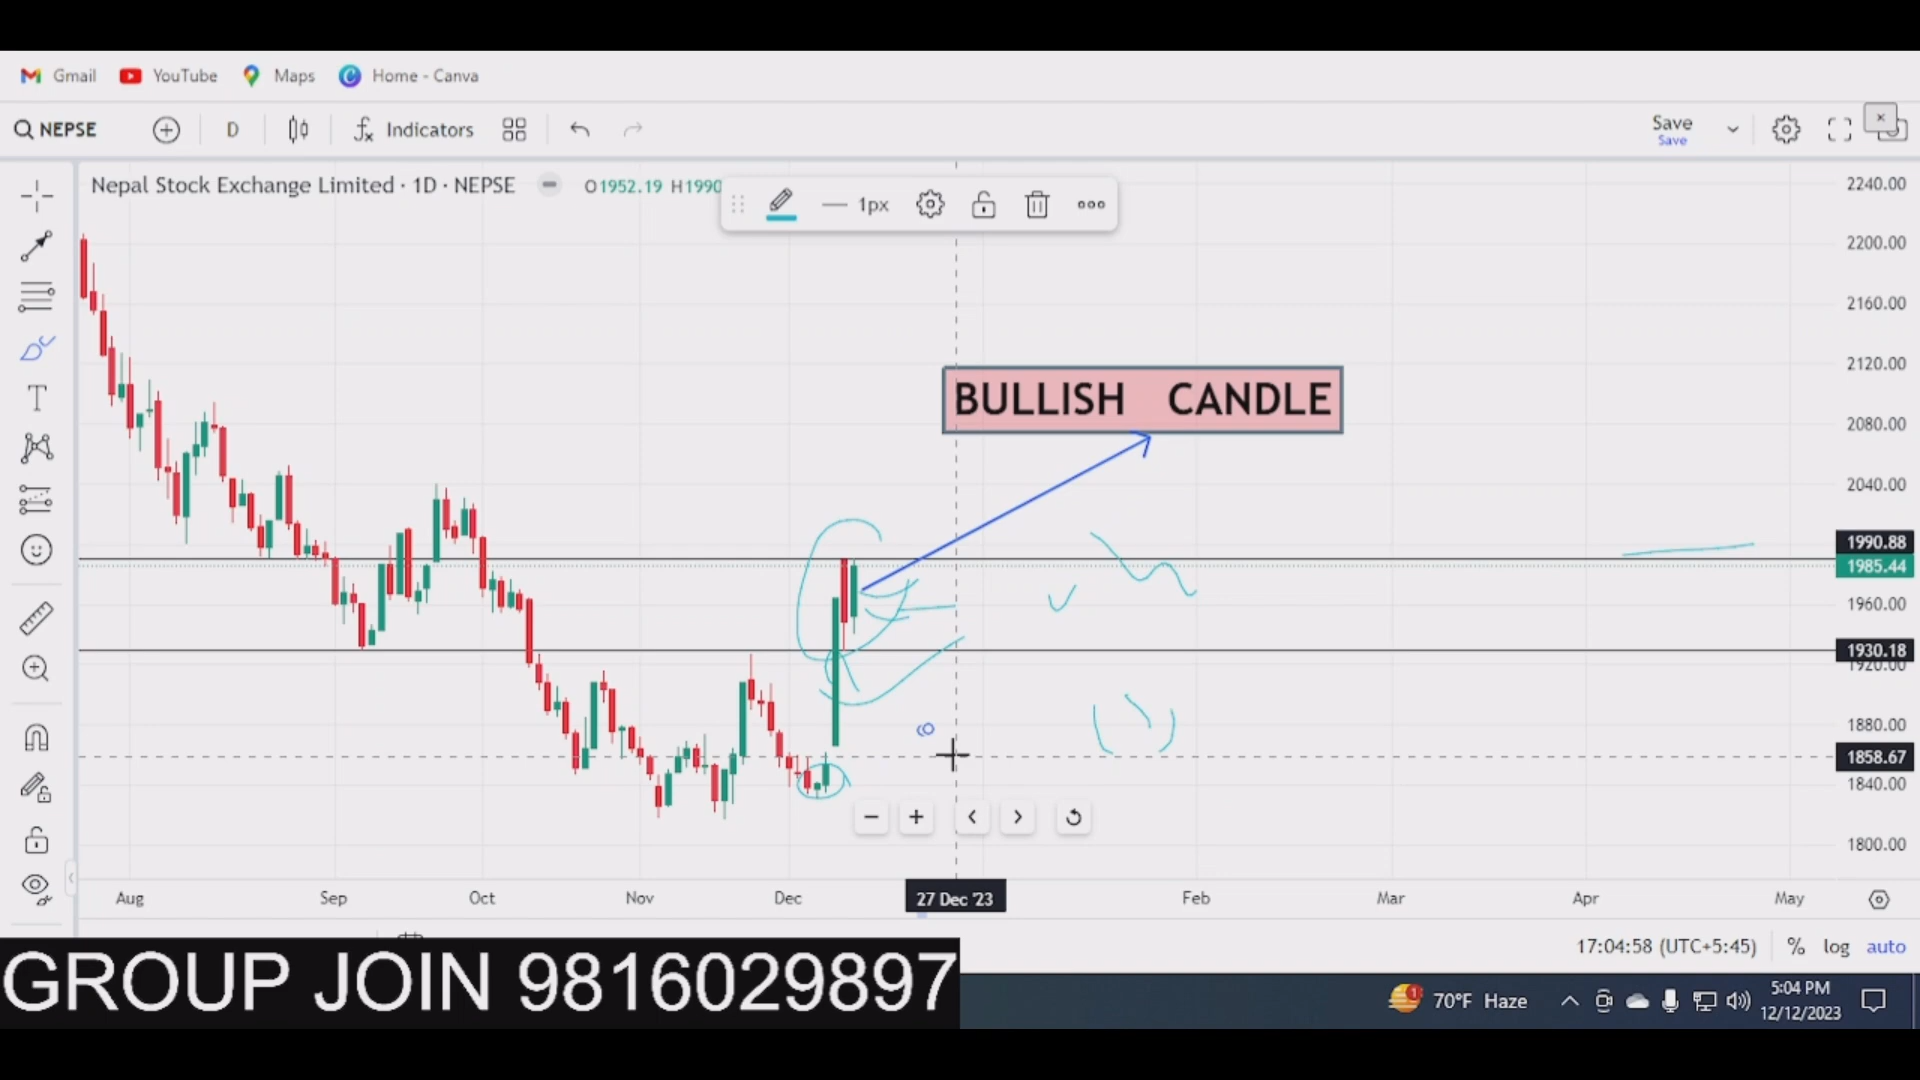 Gmail YouTube Maps Home - Canva
NEPSE D Indicators Save
Save
Nepal Stock Exchange Limited · 1D · NEPSE O1952.19 H1990
1px
2240.00
2200.00
2160.00
2120.00
BULLISH CANDLE
2080.00
2040.00
1990.88
1985.44
1960.00
1930.18
1920.00
1880.00
1858.67
1840.00
1800.00
Aug Sep Oct Nov Dec 27 Dec '23 Feb Mar Apr May
17:04:58 (UTC+5:45) % log auto
GROUP JOIN 9816029897
1 70°F Haze 5:04 PM
12/12/2023